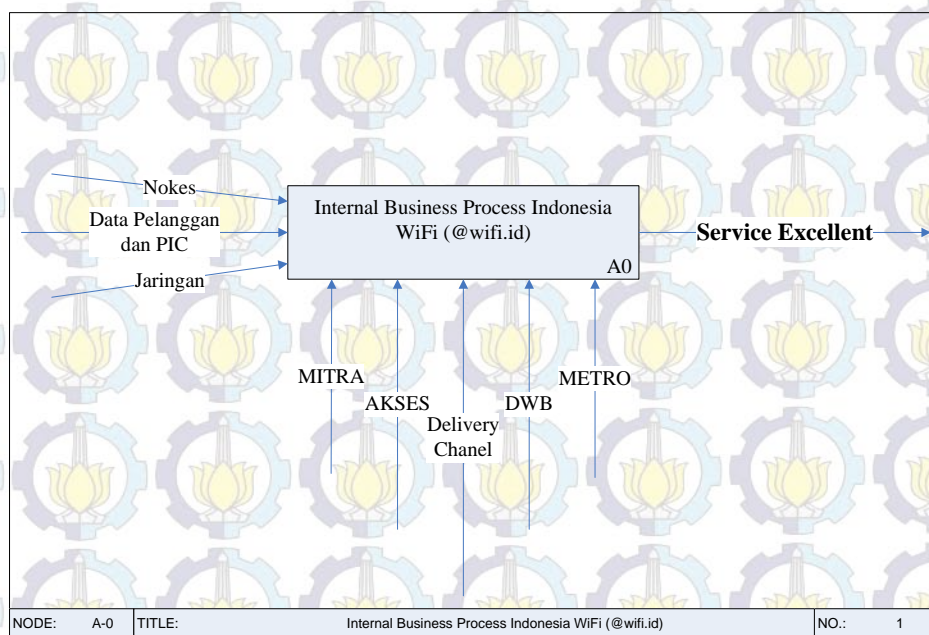 Nokes
Data Pelanggan
dan PIC
Jaringan
Internal Business Process Indonesia
WiFi (@wifi.id)
A0
Service Excellent
MITRA
AKSES
Delivery
Chanel
DWB
METRO
NODE: A-0 TITLE: Internal Business Process Indonesia WiFi (@wifi.id) NO.: 1